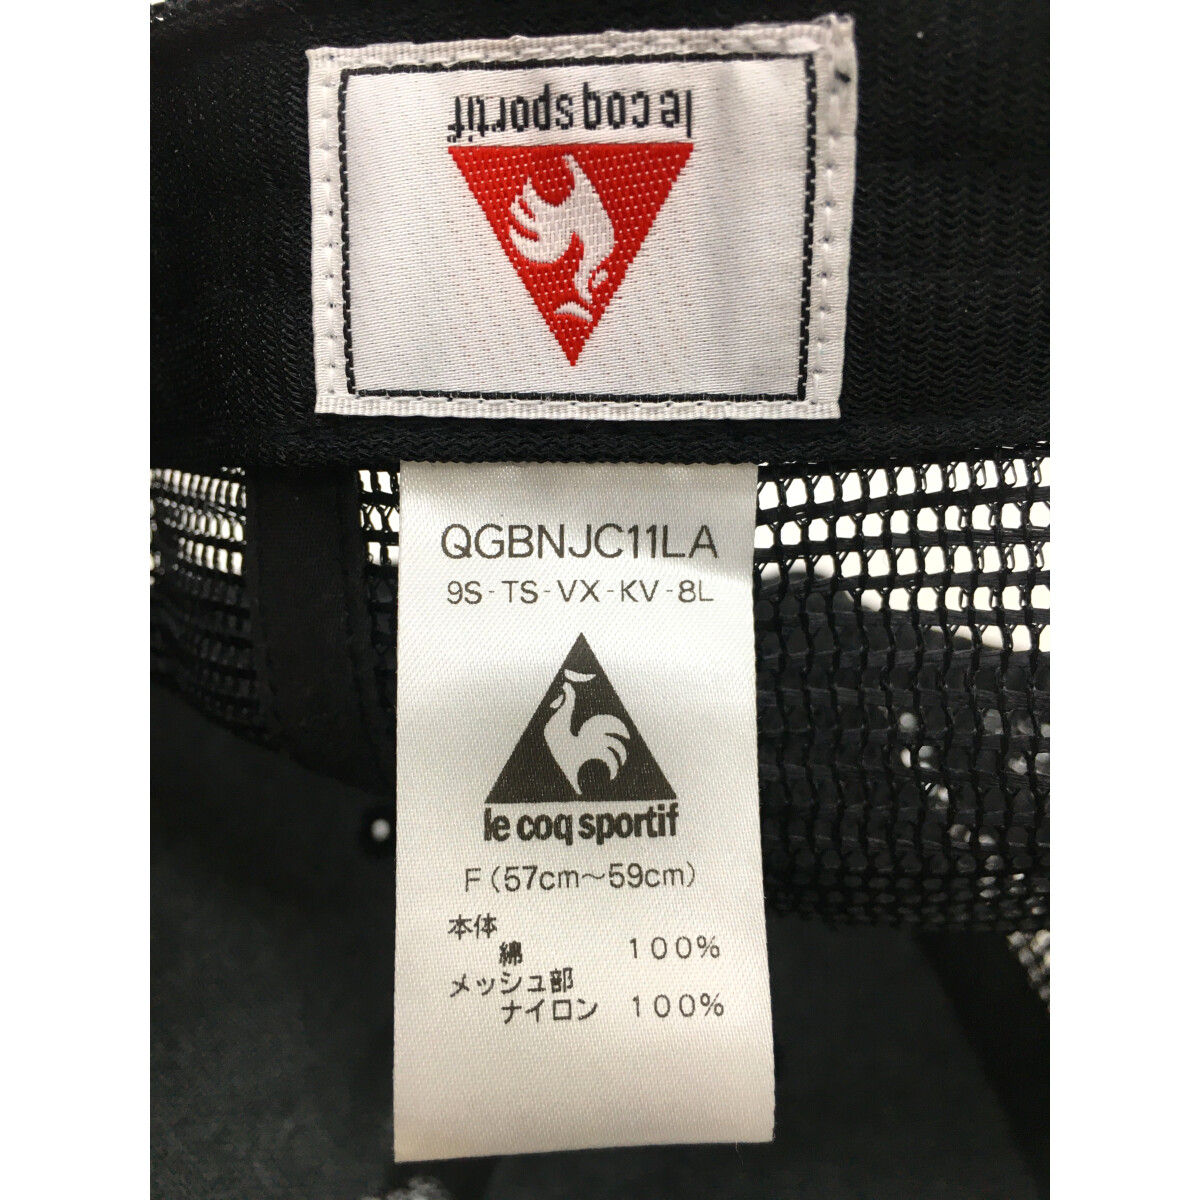 le coq sportif
QGBNJC11LA
9S-TS-VX-KV-8L
le coq sportif
F(57cm～59cm)
本体
綿 100%
メッシュ部
ナイロン 100%